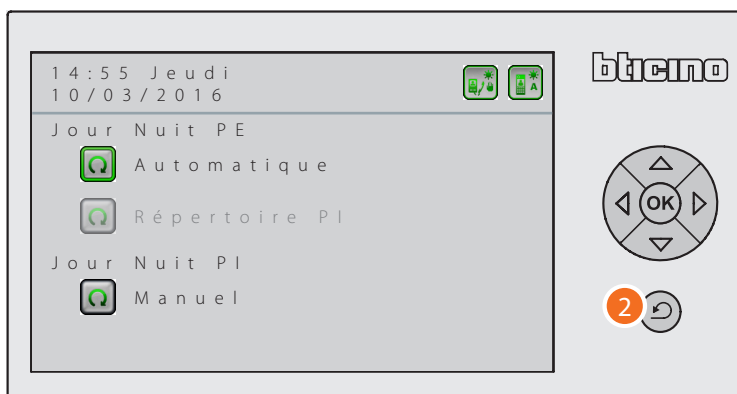 14:55 Jeudi
10/03/2016
A
bticino
Jour Nuit PE
Automatique
Répertoire PI
Jour Nuit PI
Manuel
OK
2